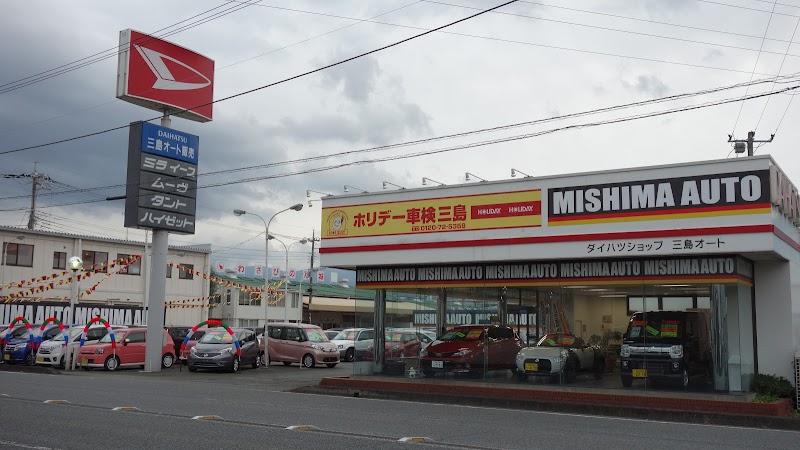 DAIHATSU
三島オート販売
ミライース
ムーヴ
タント
ハイゼット
ホリデー車検三島
HOLIDAY HOLIDAY
0120-72-5359
MISHIMA AUTO
ダイハツショップ 三島オート
MISHIMA AUTO MISHIMA AUTO MISHIMA AUTO MISHIMA AUTO MISHIMA AUTO